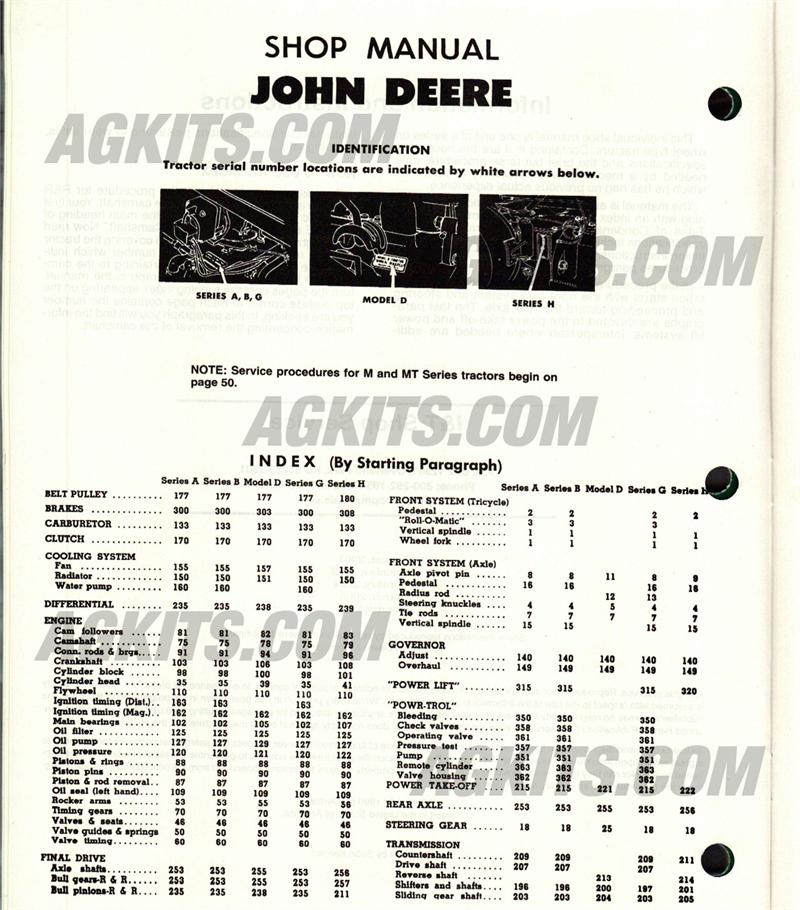 SHOP MANUAL
JOHN DEERE
AGKITS.COM
IDENTIFICATION
Tractor serial number locations are indicated by white arrows below.
AGKITS.COM
SERIES A, B, G
MODEL D
SERIES H
NOTE: Service procedures for M and MT Series tractors begin on
page 50.
AGKITS.COM
INDEX (By Starting Paragraph)
Series A Series B Model D Series G Series H
BELT PULLEY .......... 177 177 177 177 180
BRAKES .......... 300 300 303 300 308
CARBURETOR .......... 133 133 133 133 133
CLUTCH .......... 170 170 170 170 170
COOLING SYSTEM
Fan .......... 155 155 157 155 155
Radiator .......... 150 150 151 150 150
Water pump .......... 160 160 160
DIFFERENTIAL ........ 235 235 238 235 239
AGKITS.COM
ENGINE
Cam followers ...... 81 81 82 81 83
Camshaft .......... 75 75 78 75 79
Conn. rods & brgs.... 91 91 94 91 96
Crankshaft .......... 103 103 106 103 108
Cylinder block ...... 98 98 100 98 101
Cylinder head ...... 35 35 39 35 41
Flywheel .......... 110 110 110 110 110
Ignition timing (Dist.).. 163 163 163
Ignition timing (Mag.).. 162 162 162 162 162
Main bearings ...... 102 102 105 102 107
Oil filter .......... 125 125 125 125 125
Oil pump .......... 127 127 129 127 127
Oil pressure ........ 120 120 121 120 122
Pistons & rings ...... 88 88 88 88 88
Piston pins .......... 90 90 90 90 90
Piston & rod removal.. 87 87 87 87 87
Oil seal (left hand).... 109 109 109 109 109
Rocker arms ........ 53 53 55 53 56
Timing gears ........ 70 70 70 70 70
Valves & seats...... 46 46 46 46 46
Valve guides & springs 50 50 50 50 50
Valve timing.......... 60 60 60 60 60
FINAL DRIVE
Axle shafts.......... 253 253 255 253 256
Bull gears-R & R...... 253 253 255 253 257
Bull pinions-R & R.... 235 235 238 235 211
Series A Series B Model D Series G Series H
FRONT SYSTEM (Tricycle)
Pedestal .......... 2 2 2 2
"Roll-O-Matic" ...... 3 3 3
Vertical spindle ...... 1 1 1 1
Wheel fork .......... 1 1 1 1
FRONT SYSTEM (Axle)
Axle pivot pin ...... 8 8 11 8 9
Pedestal .......... 16 16 16 16
Radius rod .......... 12 13
Steering knuckles .... 4 4 5 4 4
Tie rods .......... 7 7 7 7 7
Vertical spindle ...... 15 15 15 15
GOVERNOR
Adjust .......... 140 140 140 140 140
Overhaul .......... 149 149 149 149 149
"POWER LIFT" ........ 315 315 315 320
"POWR-TROL"
Bleeding .......... 350 350 350
Check valves ........ 358 358 358
Operating valve ...... 361 361 361
Pressure test ........ 357 357 357
Pump .......... 351 351 351
Remote cylinder ...... 363 363 363
Valve housing ........ 362 362 362
AGKITS.COM
POWER TAKE-OFF ...... 215 215 221 215 222
REAR AXLE .......... 253 253 255 253 256
STEERING GEAR ...... 18 18 25 18 18
TRANSMISSION
Countershaft ........ 209 209 209 211
Drive shaft .......... 207 207 207
Reverse shaft ........ 213 214
Shifters and shafts.... 196 196 200 197 201
Sliding gear shaft.... 203 203 204 203 205